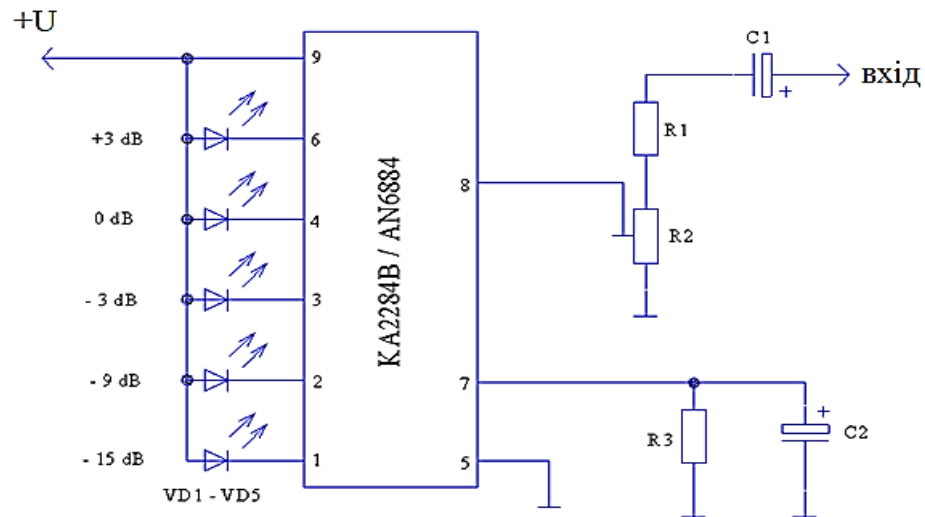 +U
C1
+
вхід
9
+3 dB
6
R1
0 dB
4
8
R2
KA2284B / AN6884
- 3 dB
3
- 9 dB
2
7
+
R3
C2
- 15 dB
1
5
VD1 - VD5